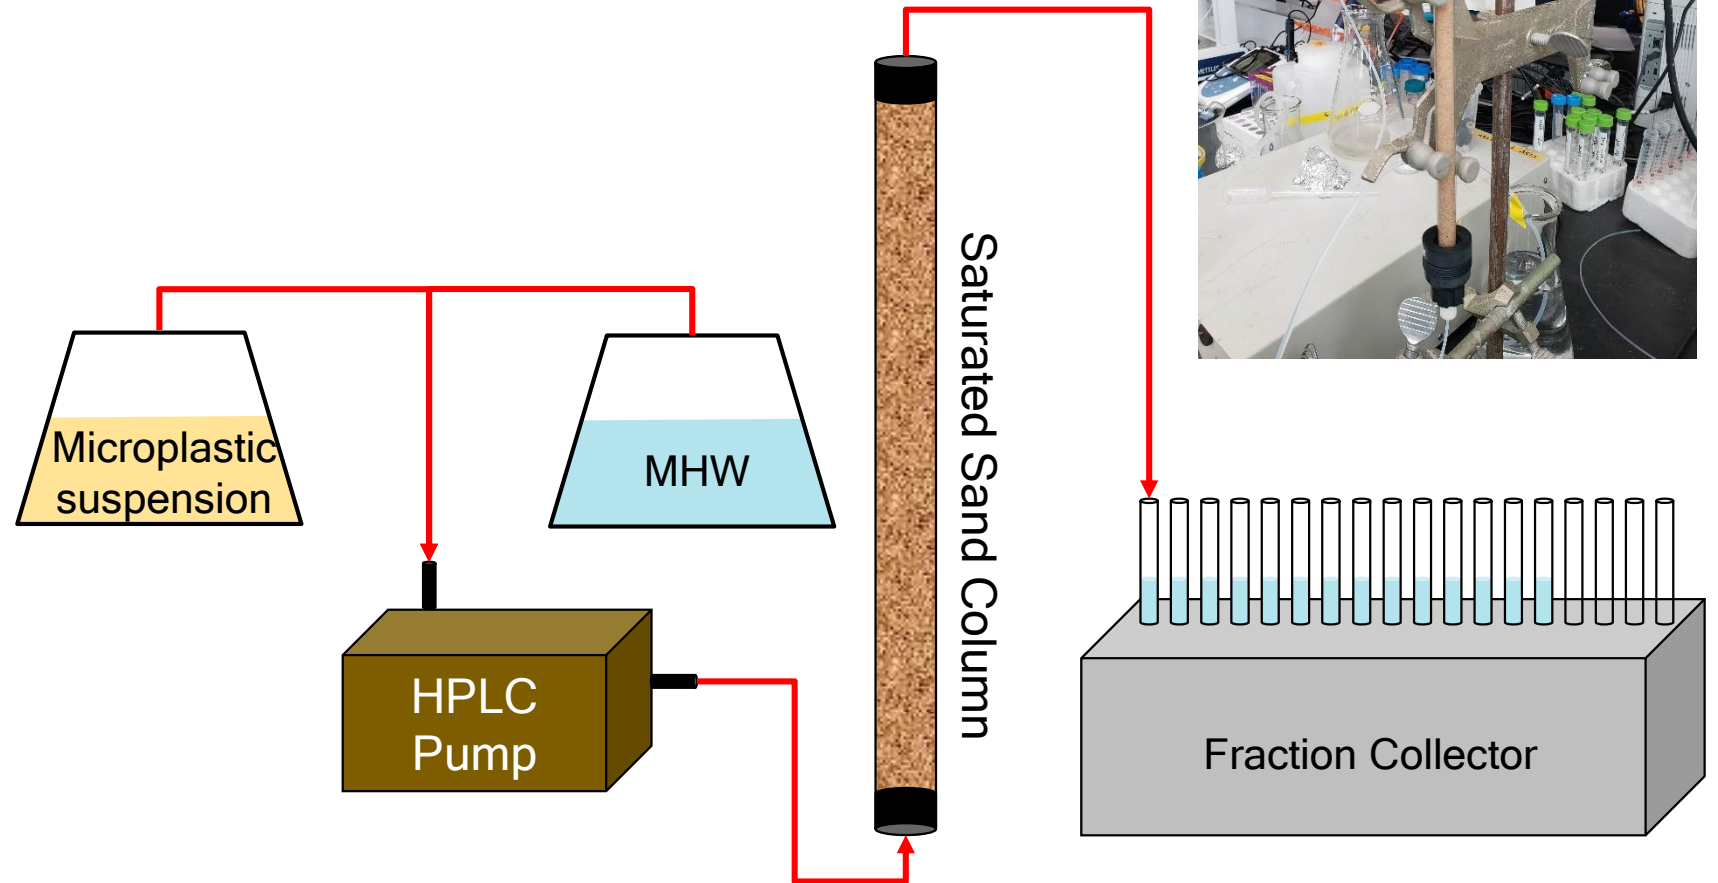 Microplastic
suspension
MHW
HPLC
Pump
Saturated Sand Column
Fraction Collector